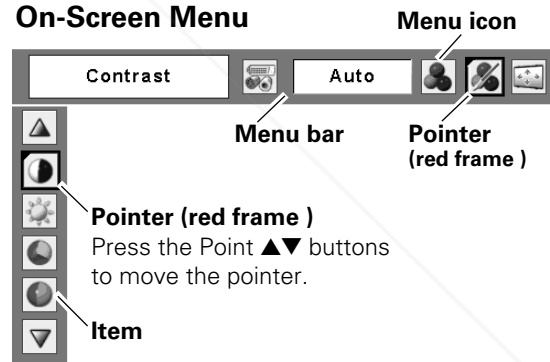 On-Screen Menu
Menu icon
Contrast
Auto
Menu bar
Pointer
(red frame )
Pointer (red frame )
Press the Point ▲▼ buttons
to move the pointer.
Item